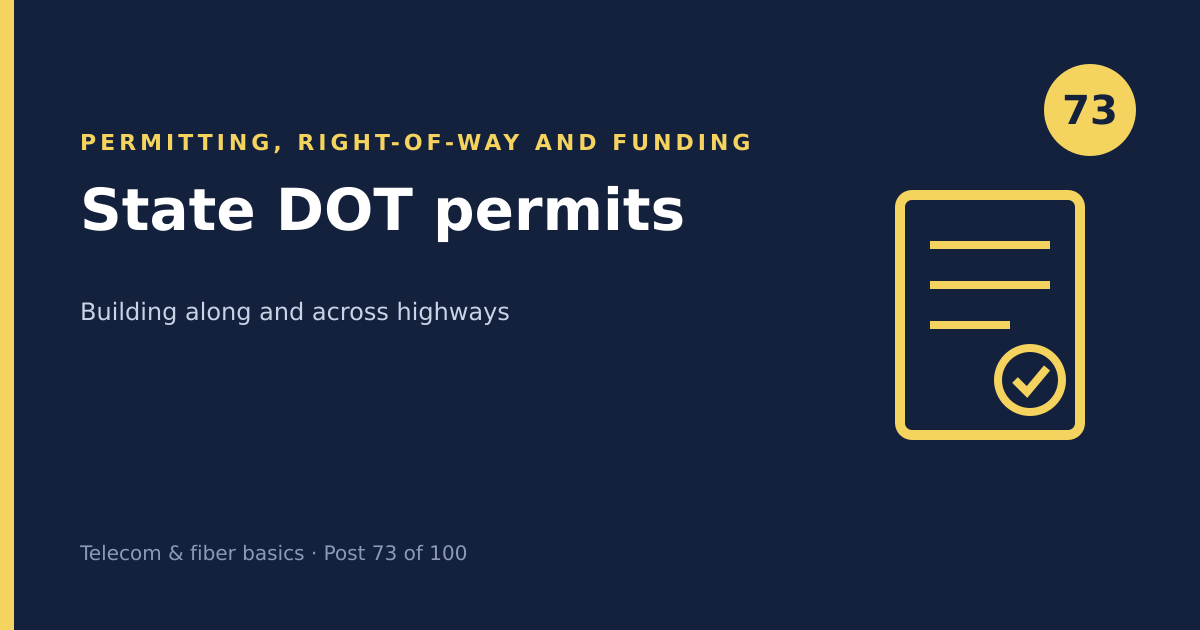 73
PERMITTING, RIGHT-OF-WAY AND FUNDING
State DOT permits
Building along and across highways
Telecom & fiber basics · Post 73 of 100